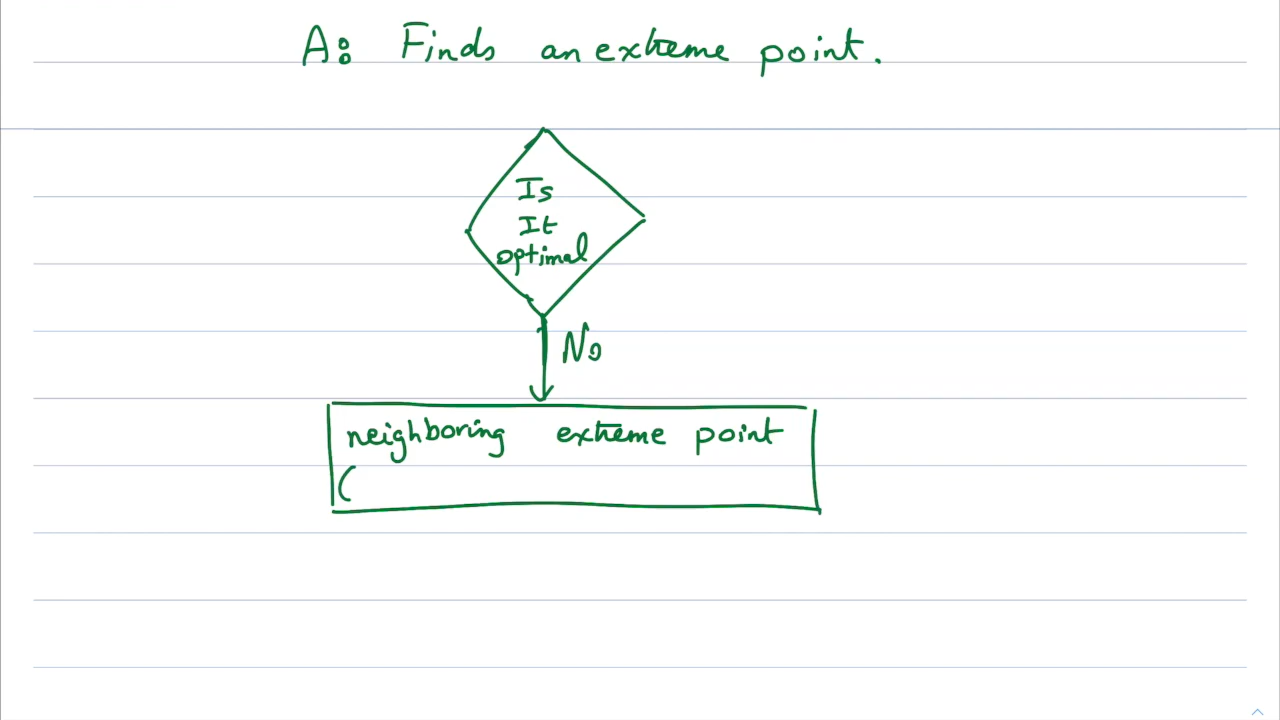 A: Finds an extreme point.
Is
It
optimal
No
neighboring extreme point
(